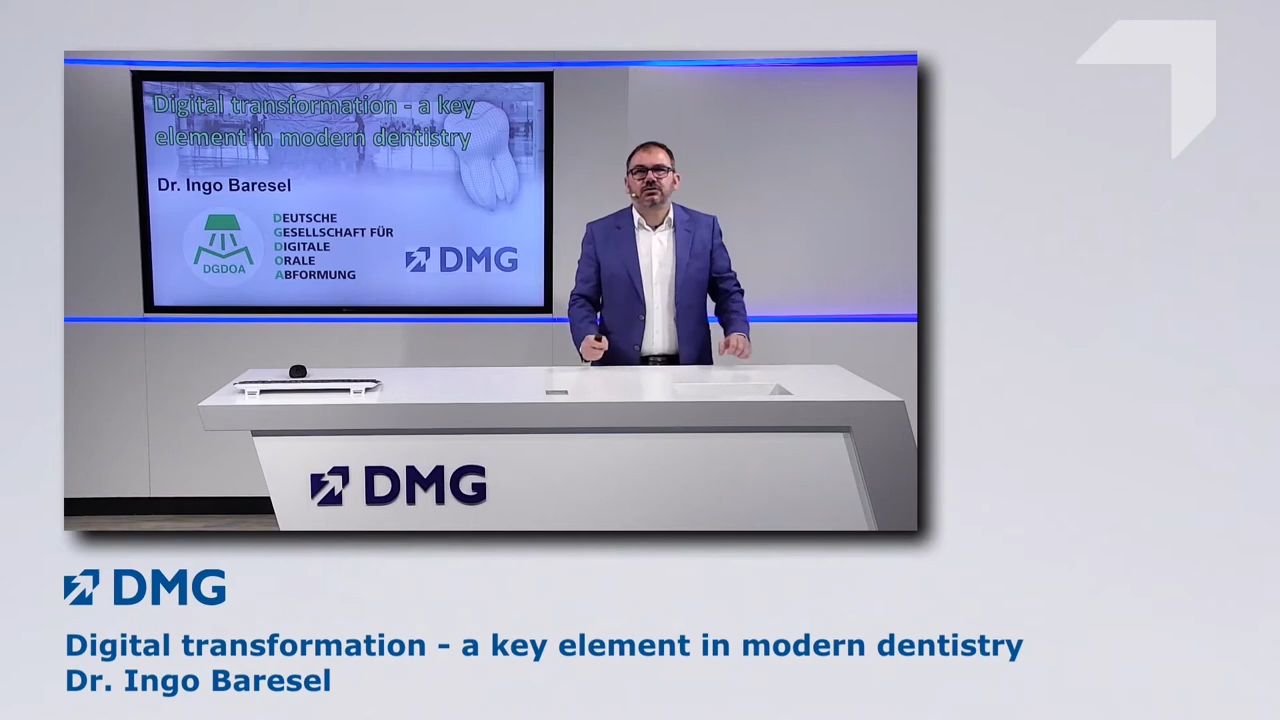 Digital transformation - a key
element in modern dentistry
Dr. Ingo Baresel
DGDOA
DEUTSCHE
GESELLSCHAFT FÜR
DIGITALE
ORALE
ABFORMUNG
DMG
DMG
DMG
Digital transformation - a key element in modern dentistry
Dr. Ingo Baresel